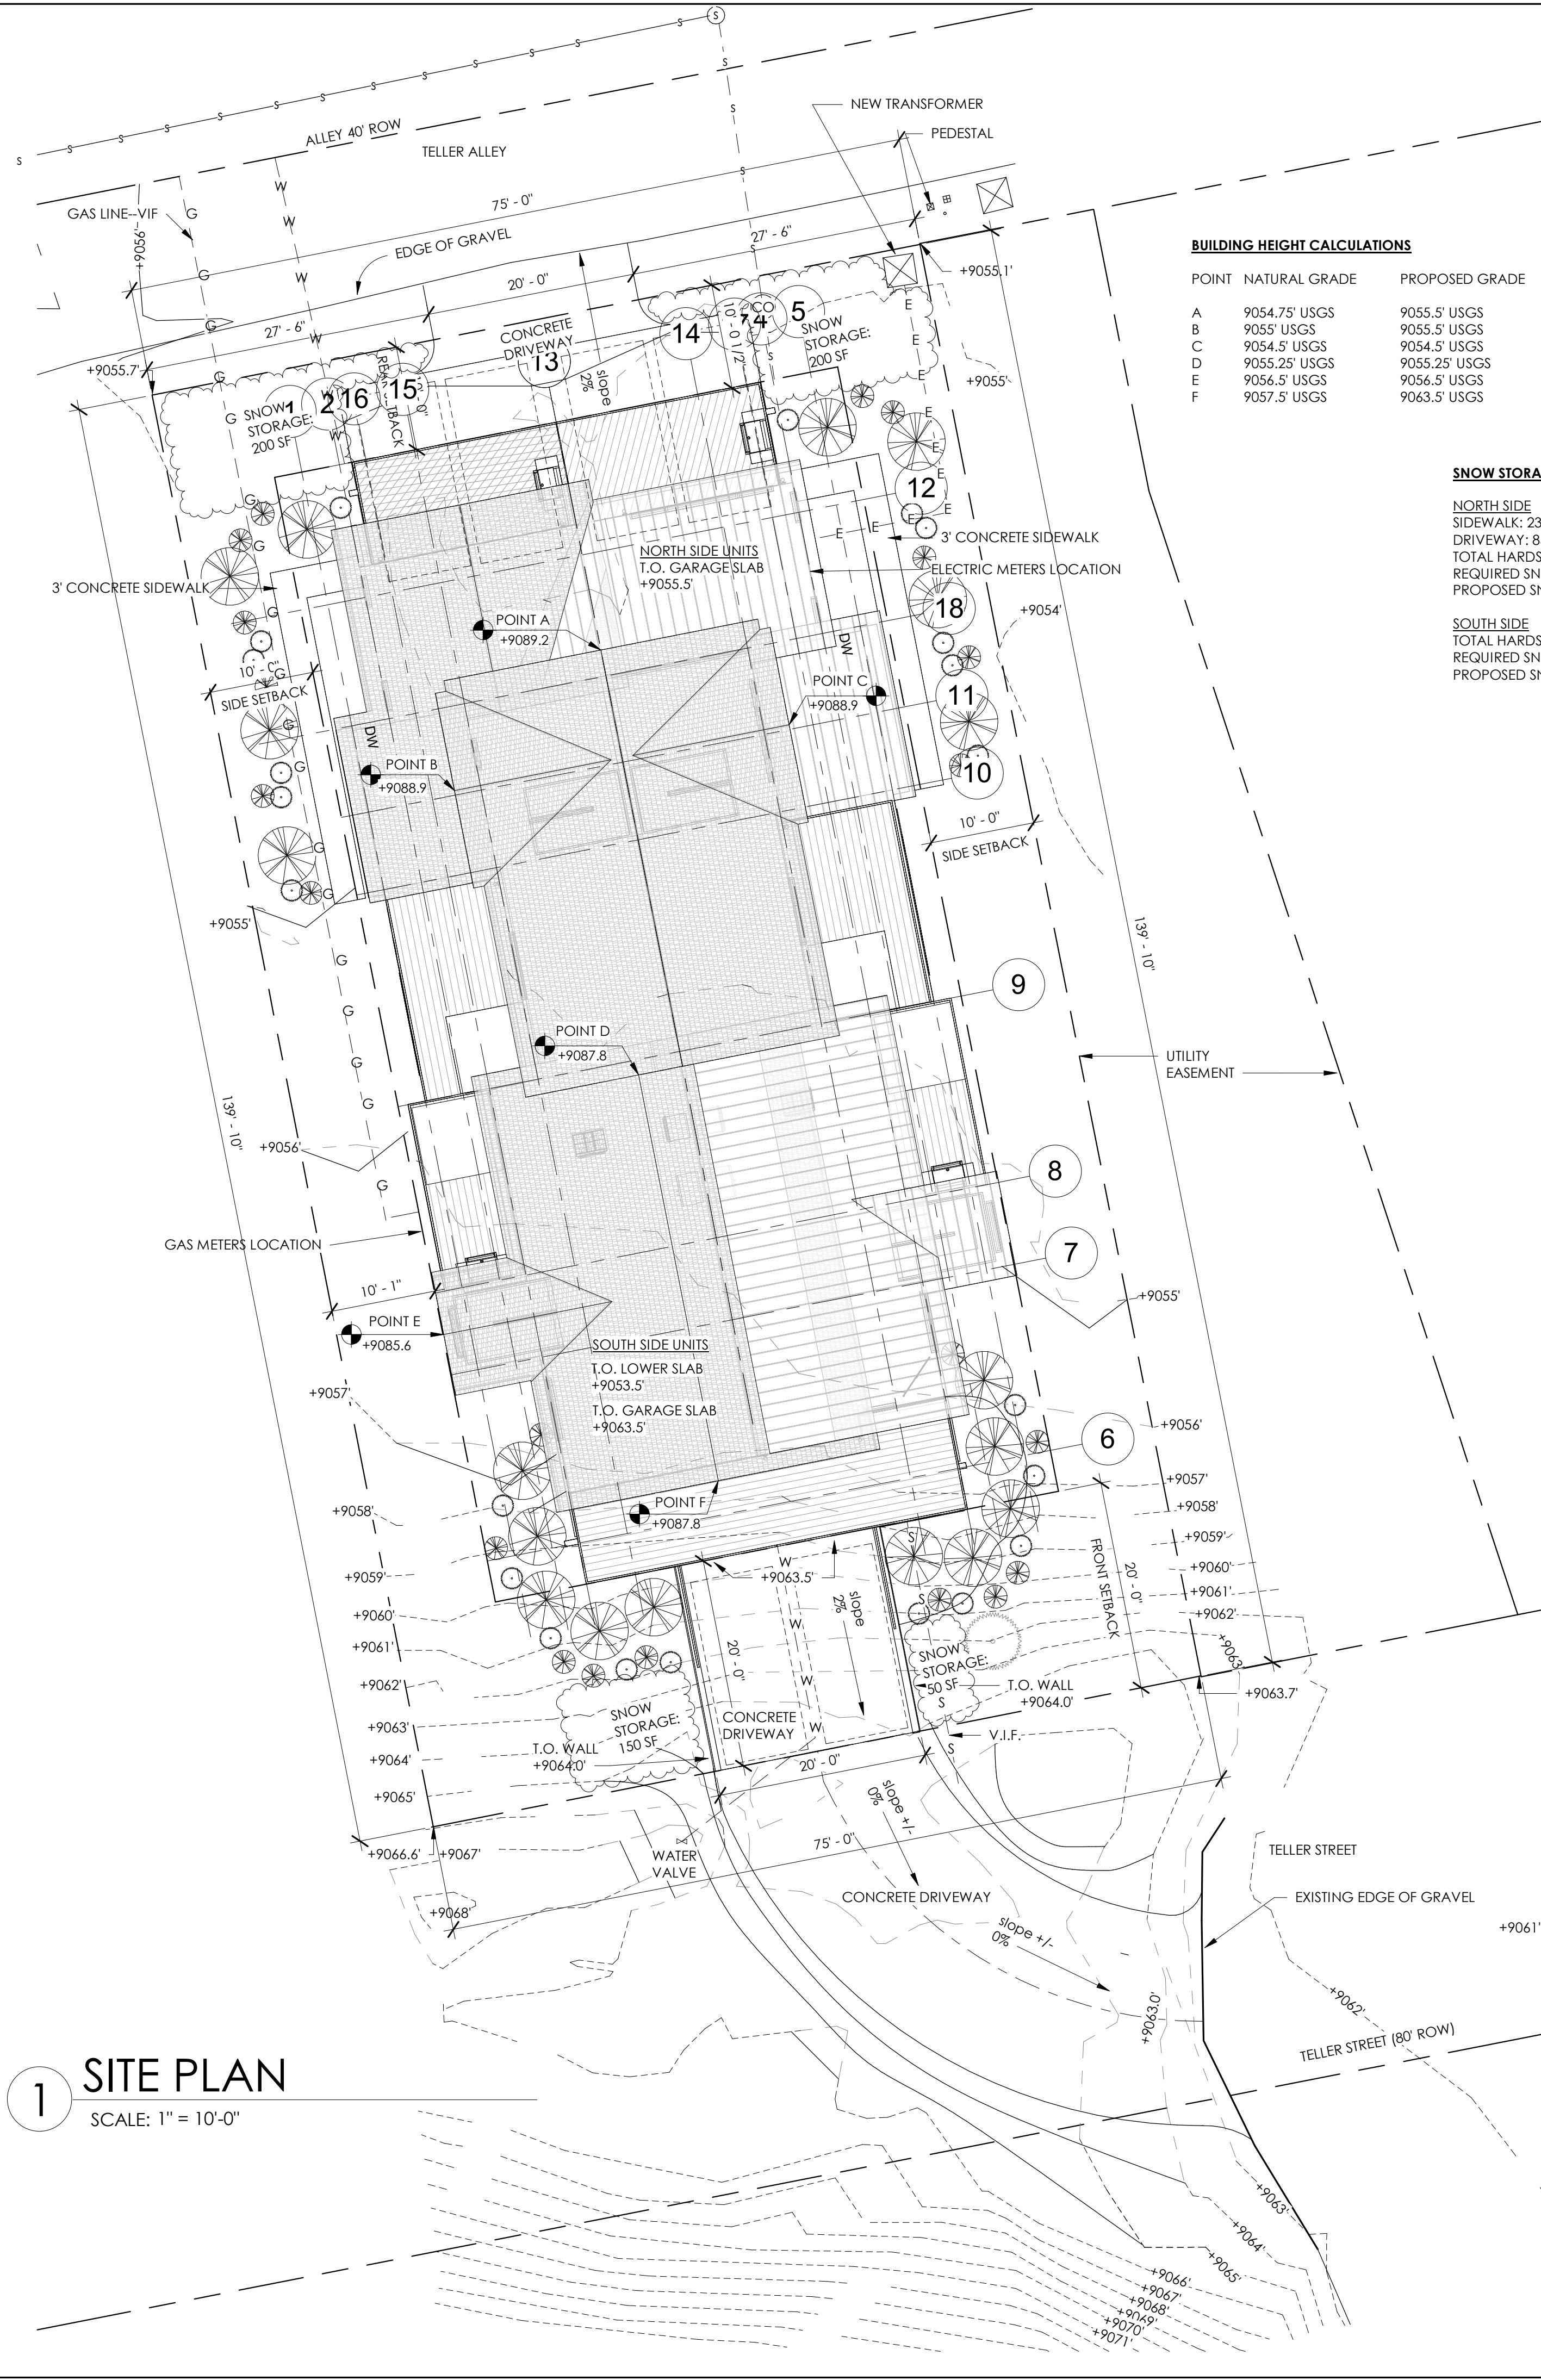 S
ALLEY 40' ROW
TELLER ALLEY
NEW TRANSFORMER
PEDESTAL
GAS LINE--VIF
+9056'
75' - 0"
EDGE OF GRAVEL
27' - 6"
20' - 0"
27' - 6"
+9055.1'
+9055.7'
CONCRETE
DRIVEWAY
slope
2%
10' - 0 1/2"
SNOW
STORAGE:
200 SF
SNOW
STORAGE:
200 SF
1
2
16
15
13
14
4
5
CO
+9055'
BUILDING HEIGHT CALCULATIONS
POINT NATURAL GRADE PROPOSED GRADE
A 9054.75' USGS 9055.5' USGS
B 9055' USGS 9055.5' USGS
C 9054.5' USGS 9054.5' USGS
D 9055.25' USGS 9055.25' USGS
E 9056.5' USGS 9056.5' USGS
F 9057.5' USGS 9063.5' USGS
SNOW STORA
NORTH SIDE
SIDEWALK: 23
DRIVEWAY: 8
TOTAL HARDS
REQUIRED SN
PROPOSED SN
SOUTH SIDE
TOTAL HARDS
REQUIRED SN
PROPOSED SN
12
3' CONCRETE SIDEWALK
NORTH SIDE UNITS
T.O. GARAGE SLAB
+9055.5'
ELECTRIC METERS LOCATION
3' CONCRETE SIDEWALK
18
+9054'
POINT A
+9089.2
DW
10' - 0"
SIDE SETBACK
POINT C
+9088.9
11
DW
POINT B
+9088.9
10
10' - 0"
SIDE SETBACK
+9055'
139' - 10"
9
POINT D
+9087.8
UTILITY
EASEMENT
139' - 10"
+9056'
8
GAS METERS LOCATION
7
10' - 1"
+9055'
POINT E
+9085.6
SOUTH SIDE UNITS
T.O. LOWER SLAB
+9053.5'
T.O. GARAGE SLAB
+9063.5'
+9057'
+9056'
6
+9057'
+9058'
POINT F
+9087.8
+9058'
+9059'
FRONT SETBACK
20' - 0"
+9060'
+9059'
+9063.5'
+9061'
+9060'
slope
2%
+9062'
+9061'
20' - 0"
+9063'
+9062'
SNOW
STORAGE:
50 SF
T.O. WALL
+9064.0'
+9063.7'
+9063'
SNOW
STORAGE:
150 SF
CONCRETE
DRIVEWAY
V.I.F.
T.O. WALL
+9064.0'
+9064'
20' - 0"
+9065'
slope +/-
0%
75' - 0"
+9066.6'
+9067'
WATER
VALVE
TELLER STREET
CONCRETE DRIVEWAY
EXISTING EDGE OF GRAVEL
+9068'
slope +/-
0%
+9061'
+9062'
+9063.0'
TELLER STREET (80' ROW)
1
SITE PLAN
SCALE: 1" = 10'-0"
+9063'
+9064'
+9065'
+9066'
+9067'
+9068'
+9069'
+9070'
+9071'